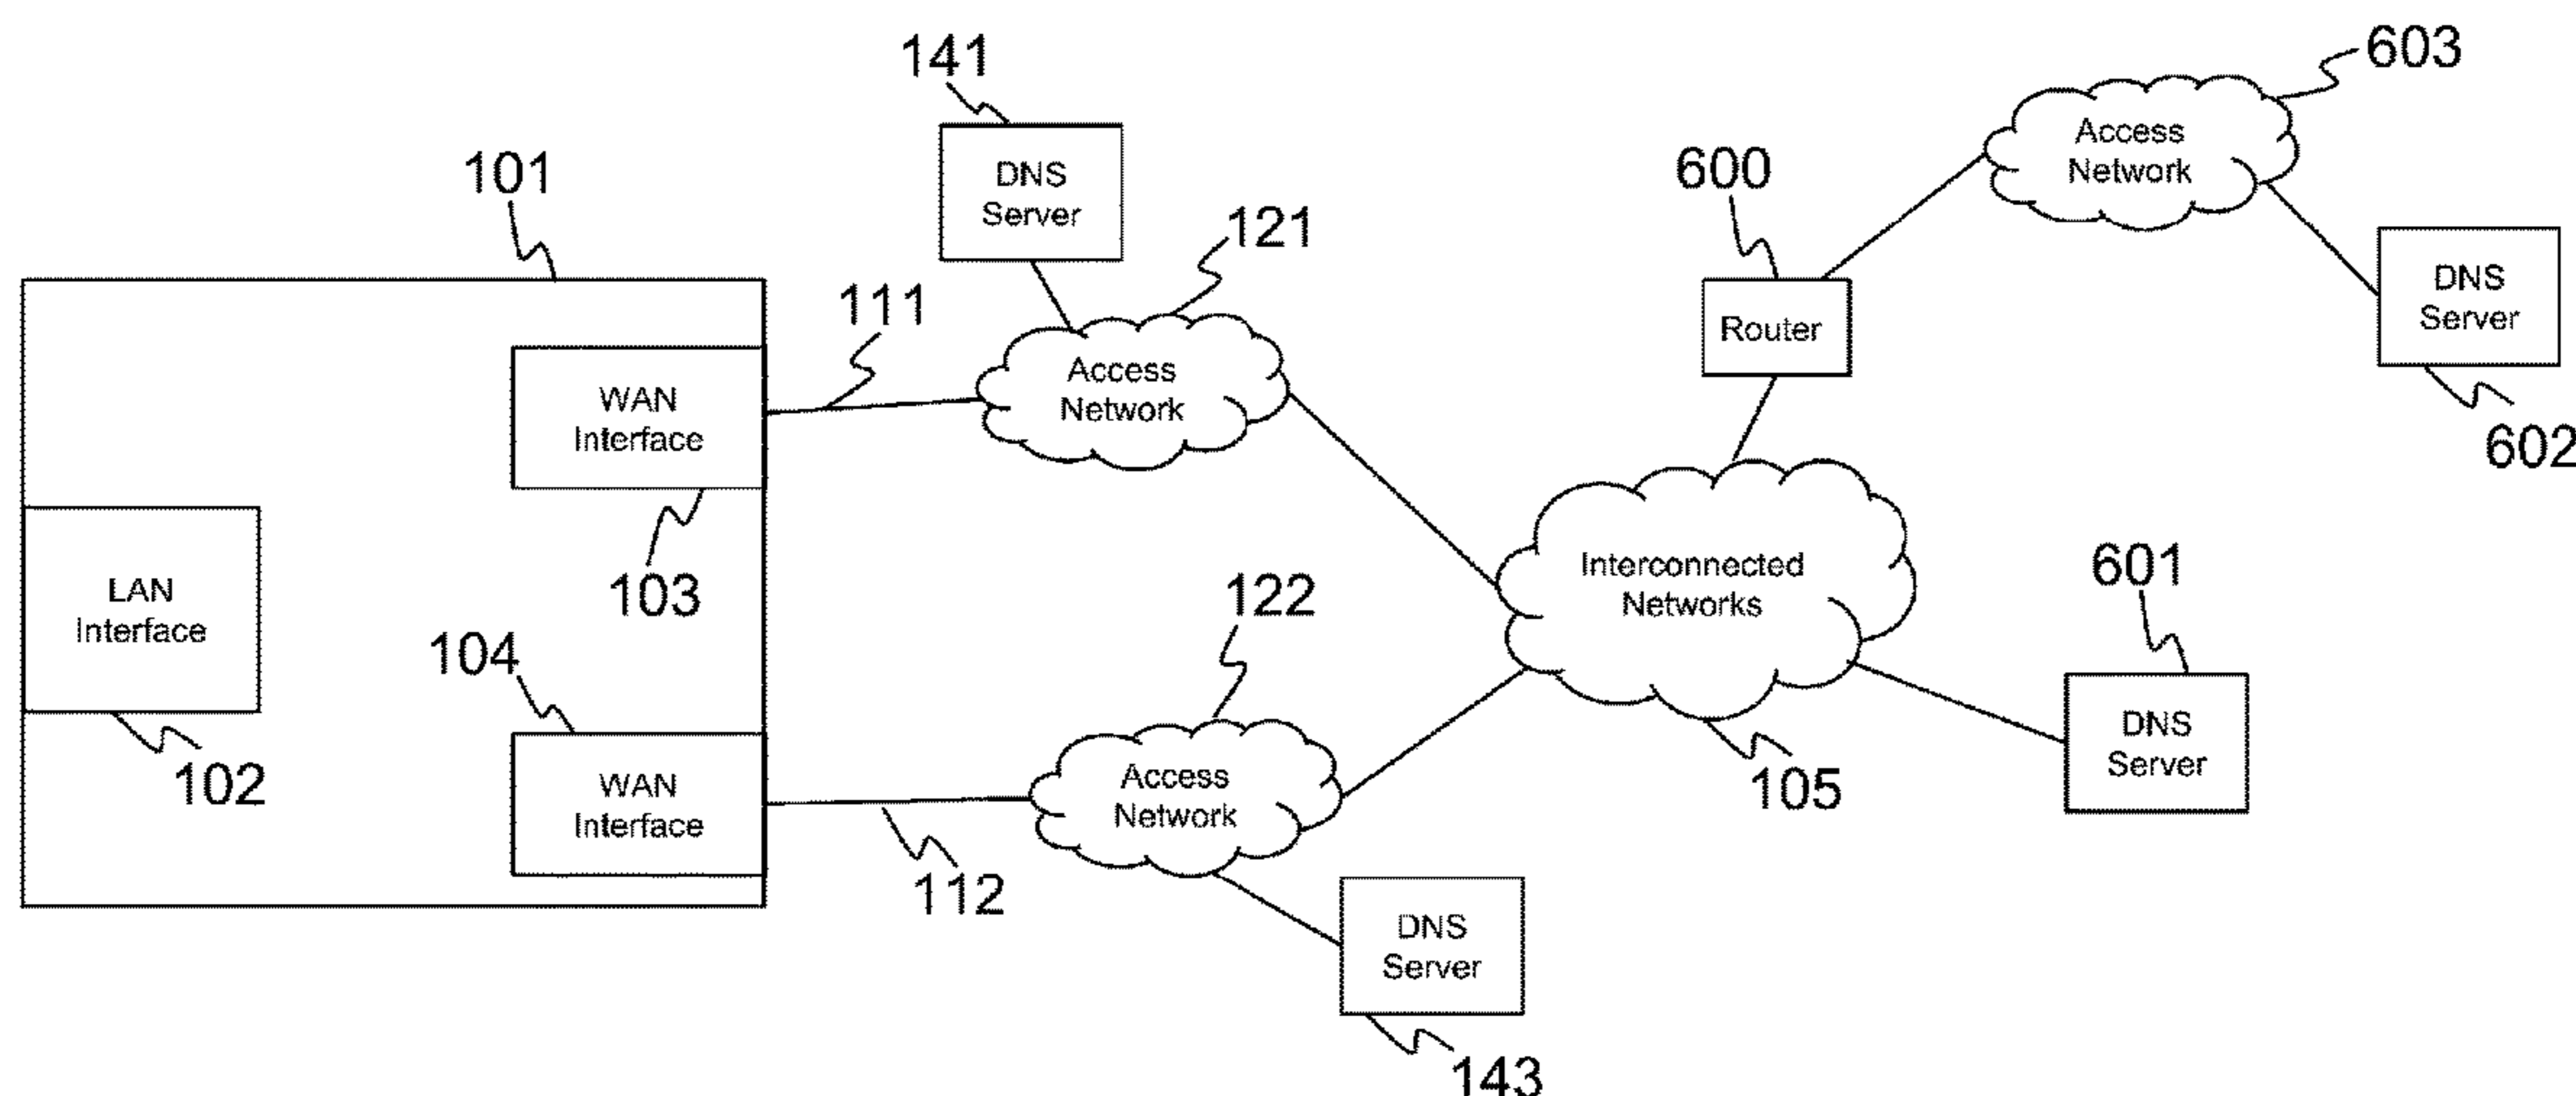 141
DNS
Server
603
Access
Network
600
Router
DNS
Server
602
101
111
121
Access
Network
WAN
Interface
103
LAN
Interface
102
104
WAN
Interface
112
122
Access
Network
DNS
Server
143
Interconnected
Networks
105
601
DNS
Server